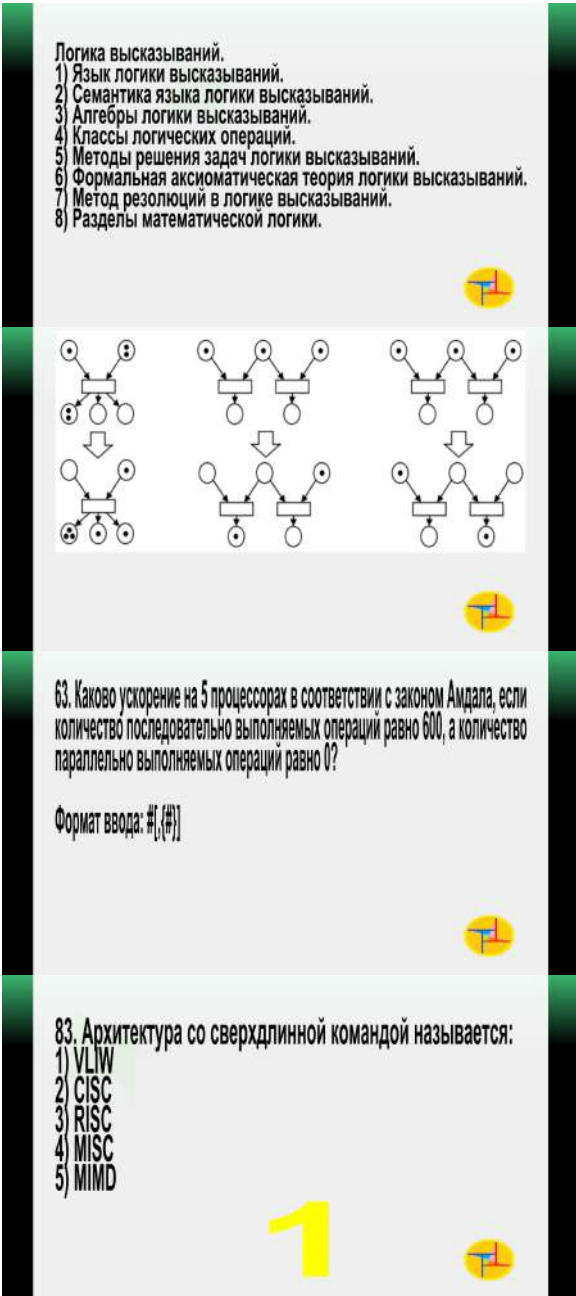 Логика высказываний.
1) Язык логики высказываний.
2) Семантика языка логики высказываний.
3) Алгебры логики высказываний.
4) Классы логических операций.
5) Методы решения задач логики высказываний.
6) Формальная аксиоматическая теория логики высказываний.
7) Метод резолюций в логике высказываний.
8) Разделы математической логики.
63. Каково ускорение на 5 процессорах в соответствии с законом Амдала, если
количество последовательно выполняемых операций равно 600, а количество
параллельно выполняемых операций равно 0?
Формат ввода: #[,{#}]
83. Архитектура со сверхдлинной командой называется:
1) VLIW
2) CISC
3) RISC
4) MISC
5) MIMD
1